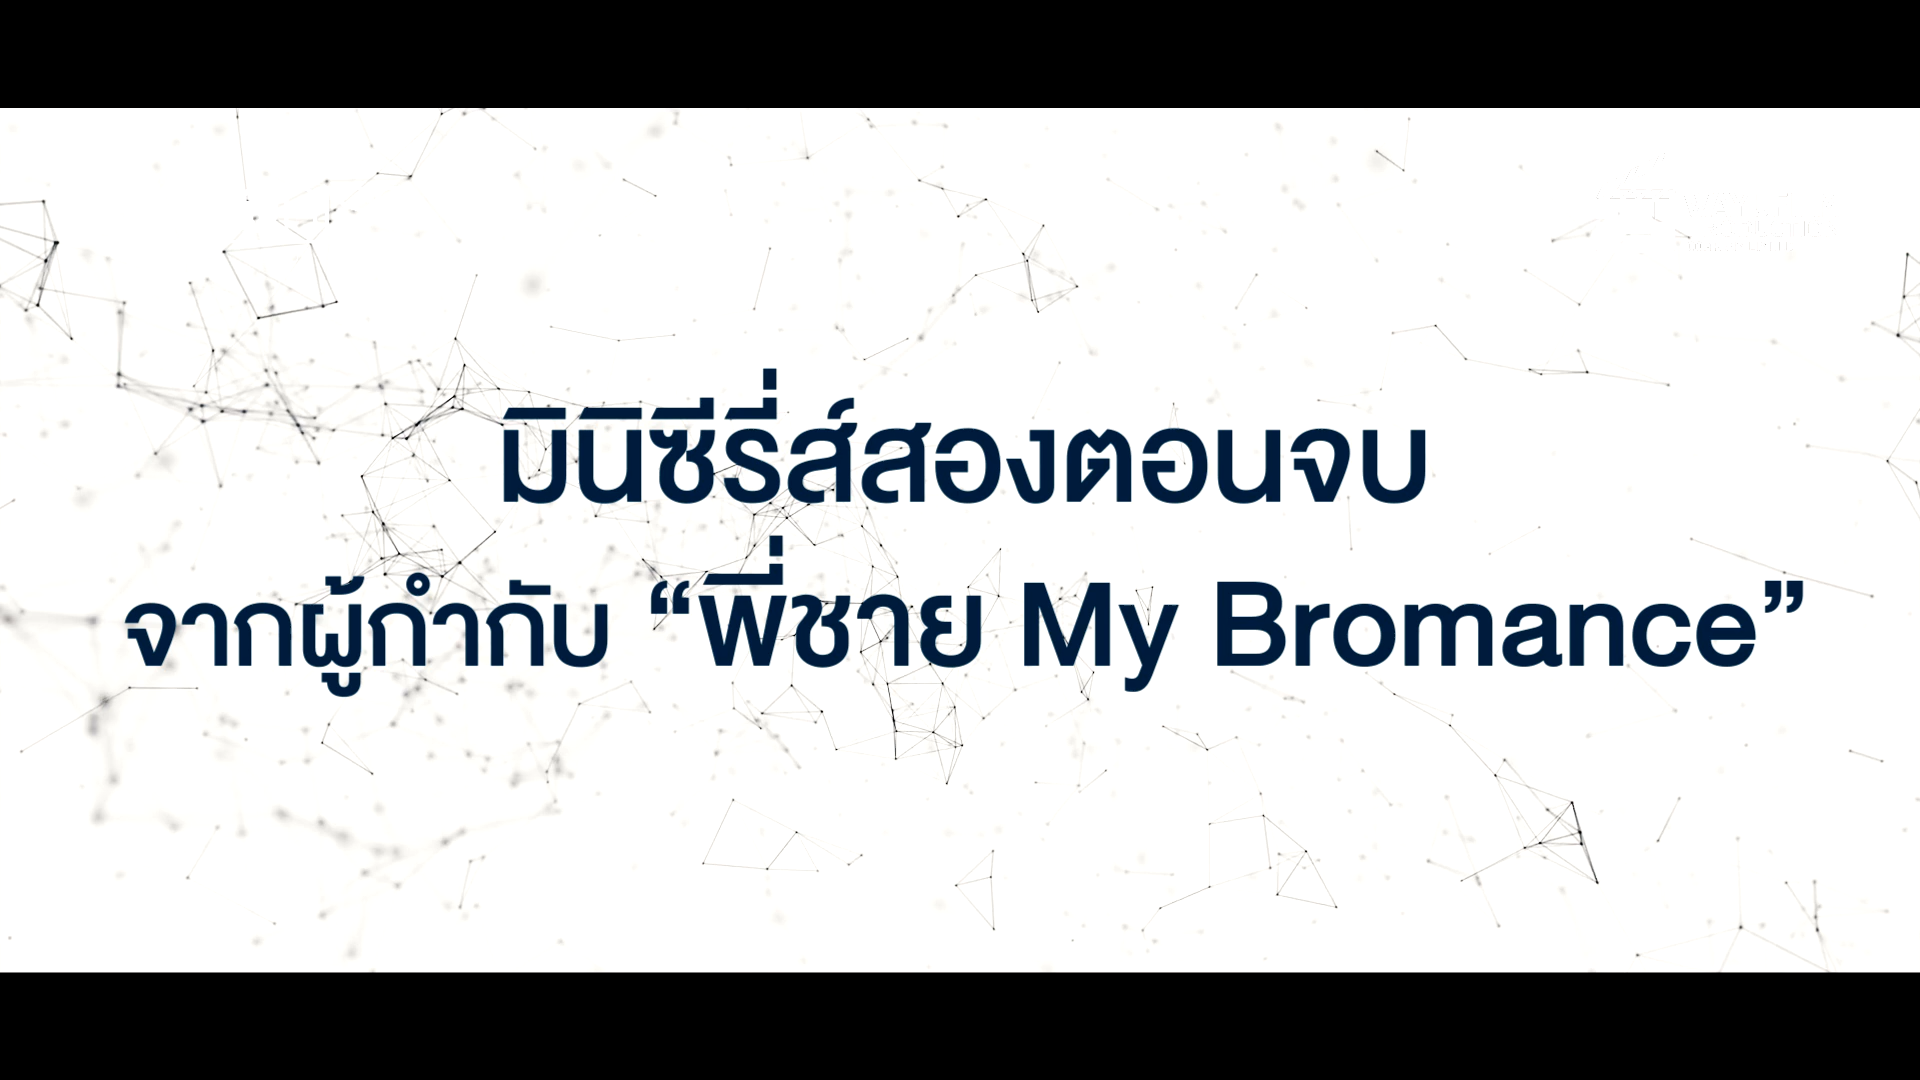 มินิซีรี่ส์สองตอนจบ
จากผู้กำกับ “พี่ชาย My Bromance”